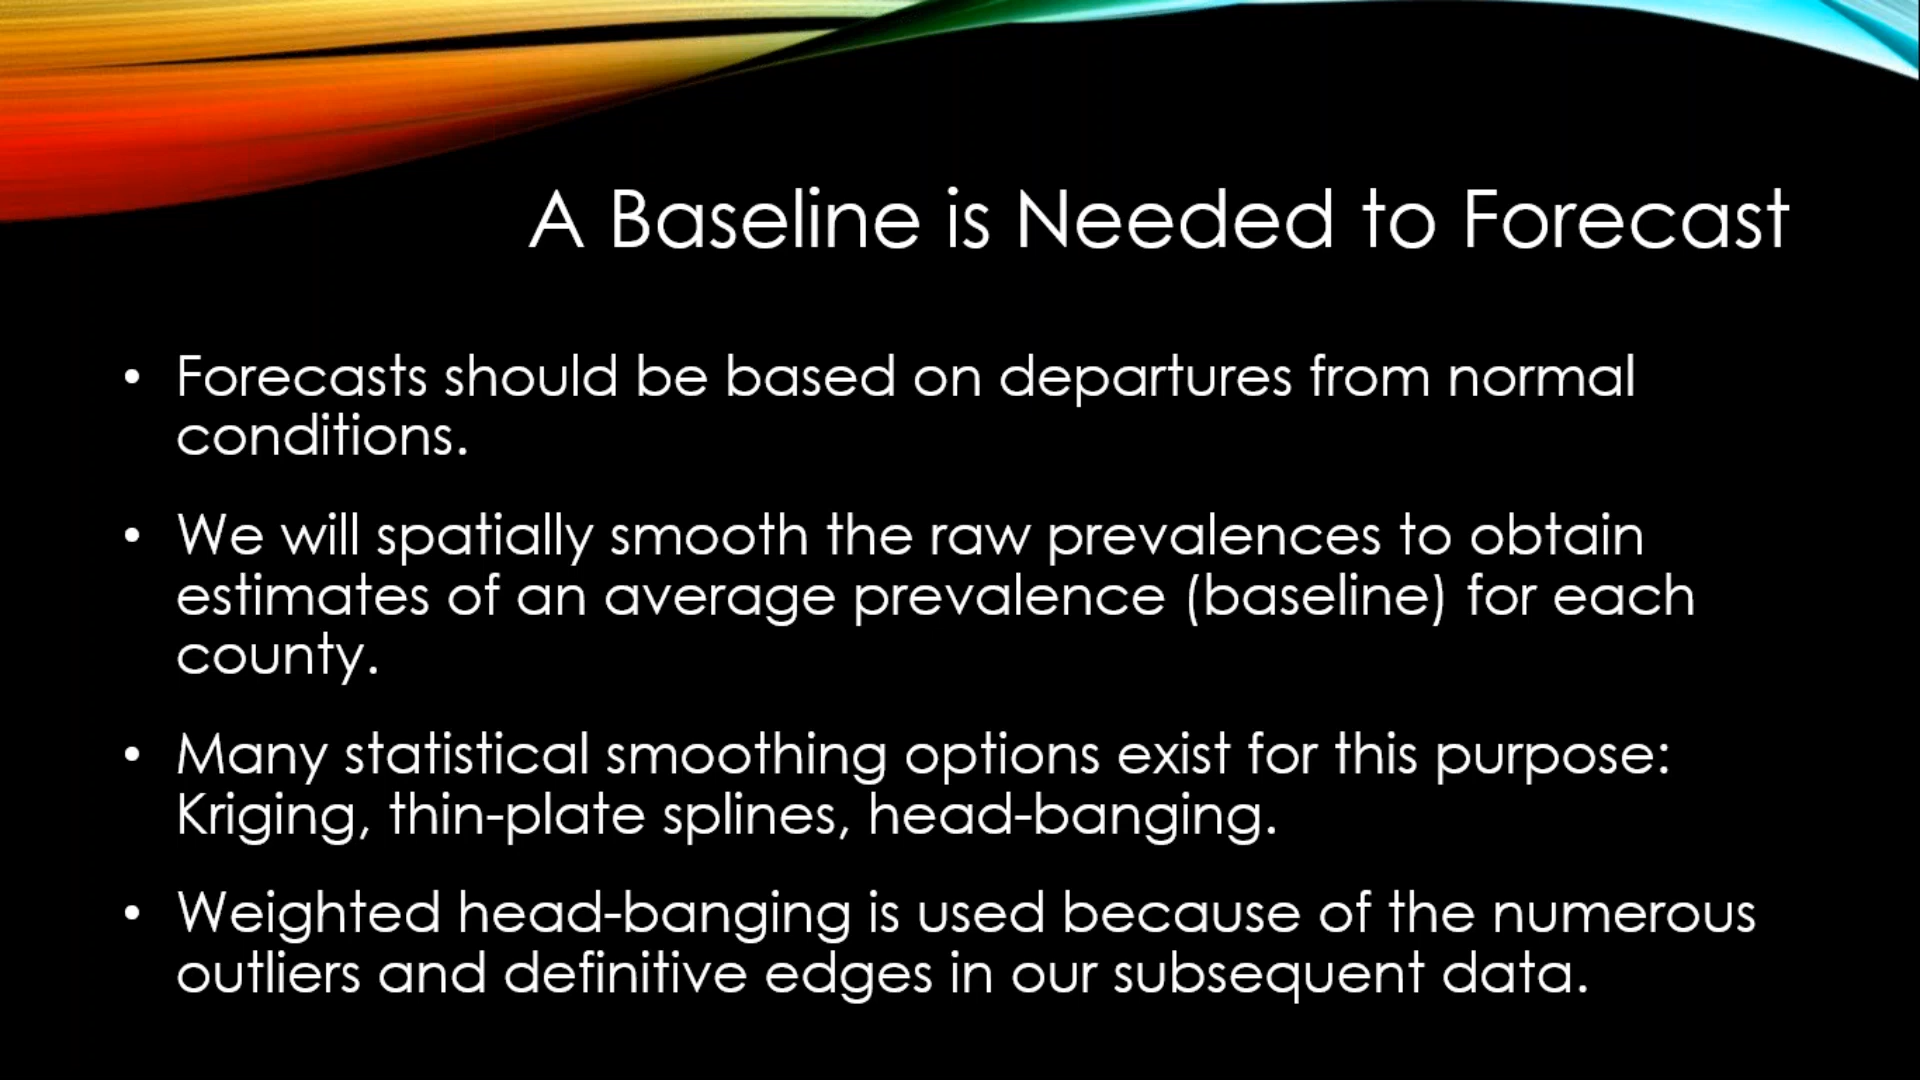 A Baseline is Needed to Forecast
• Forecasts should be based on departures from normal
conditions.
• We will spatially smooth the raw prevalences to obtain
estimates of an average prevalence (baseline) for each
county.
• Many statistical smoothing options exist for this purpose:
Kriging, thin-plate splines, head-banging.
• Weighted head-banging is used because of the numerous
outliers and definitive edges in our subsequent data.